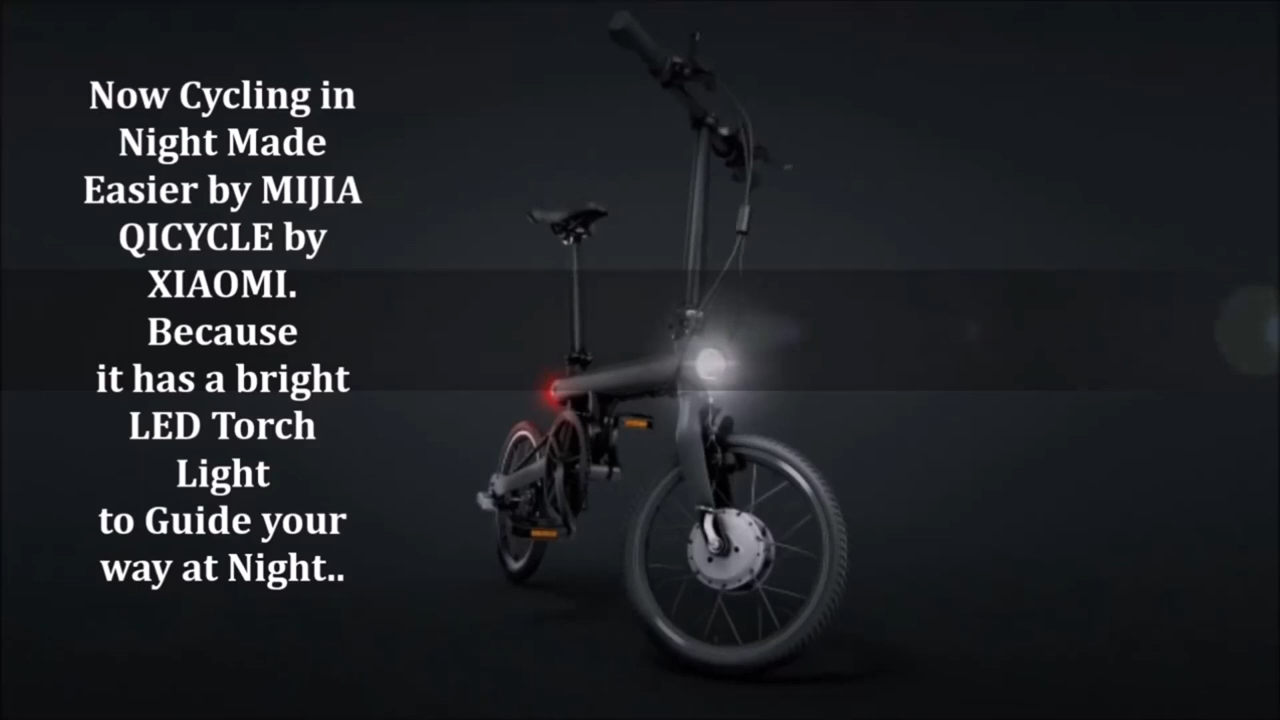 Now Cycling in
Night Made
Easier by MIJIA
QICYCLE by
XIAOMI.
Because
it has a bright
LED Torch
Light
to Guide your
way at Night..